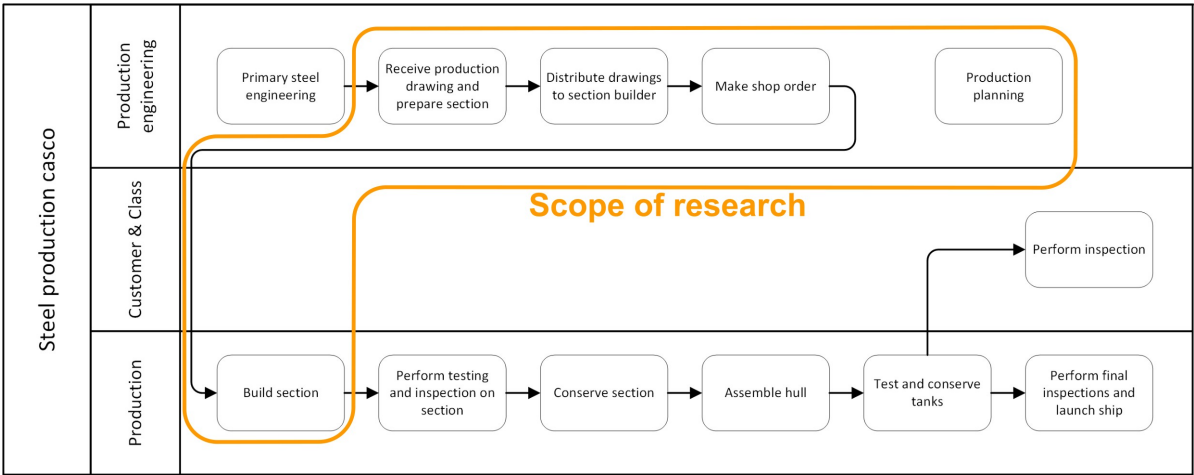 Steel production casco
Production
engineering
Primary steel
engineering
Receive production
drawing and
prepare section
Distribute drawings
to section builder
Make shop order
Production
planning
Customer & Class
Scope of research
Perform inspection
Production
Build section
Perform testing
and inspection on
section
Conserve section
Assemble hull
Test and conserve
tanks
Perform final
inspections and
launch ship